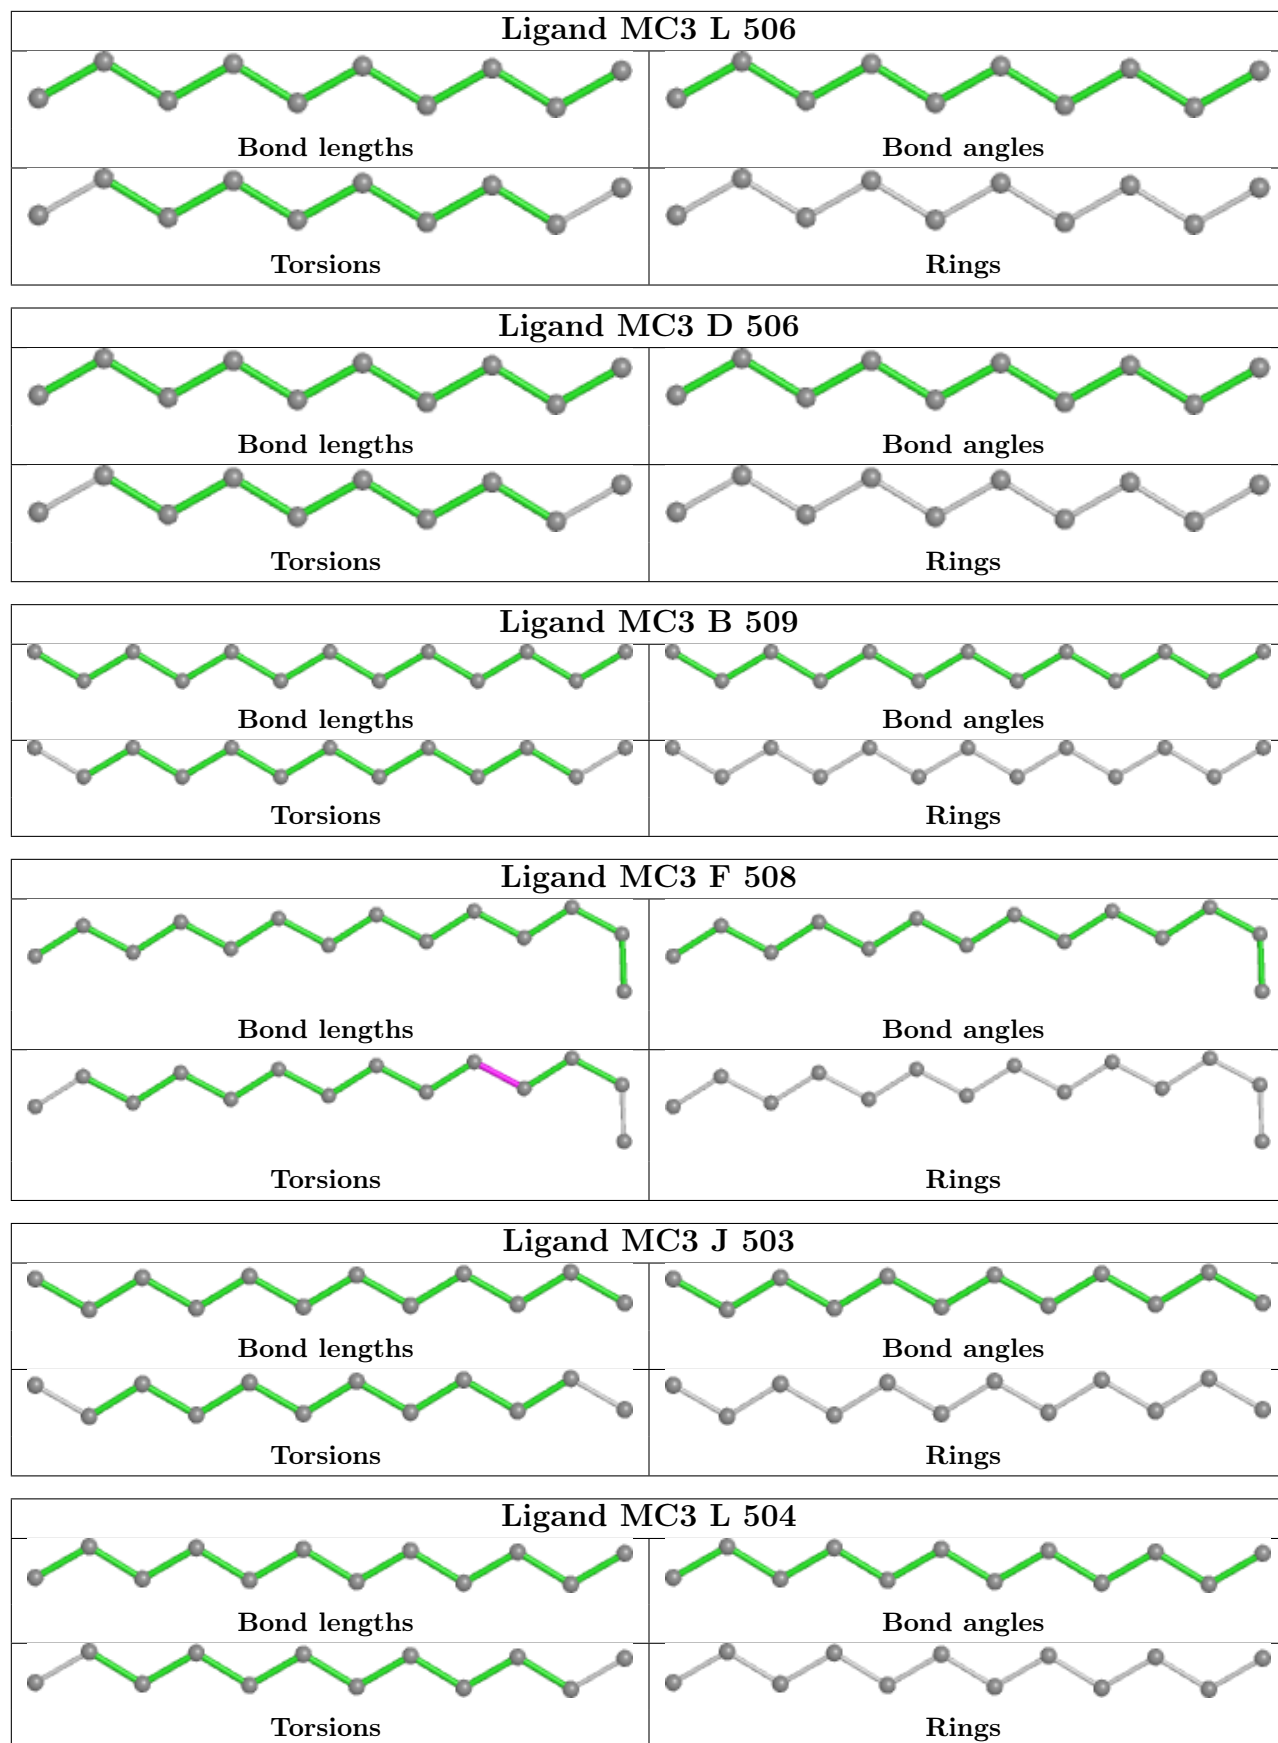 Ligand MC3 L 506
Bond lengths
Bond angles
Torsions
Rings
Ligand MC3 D 506
Bond lengths
Bond angles
Torsions
Rings
Ligand MC3 B 509
Bond lengths
Bond angles
Torsions
Rings
Ligand MC3 F 508
Bond lengths
Bond angles
Torsions
Rings
Ligand MC3 J 503
Bond lengths
Bond angles
Torsions
Rings
Ligand MC3 L 504
Bond lengths
Bond angles
Torsions
Rings